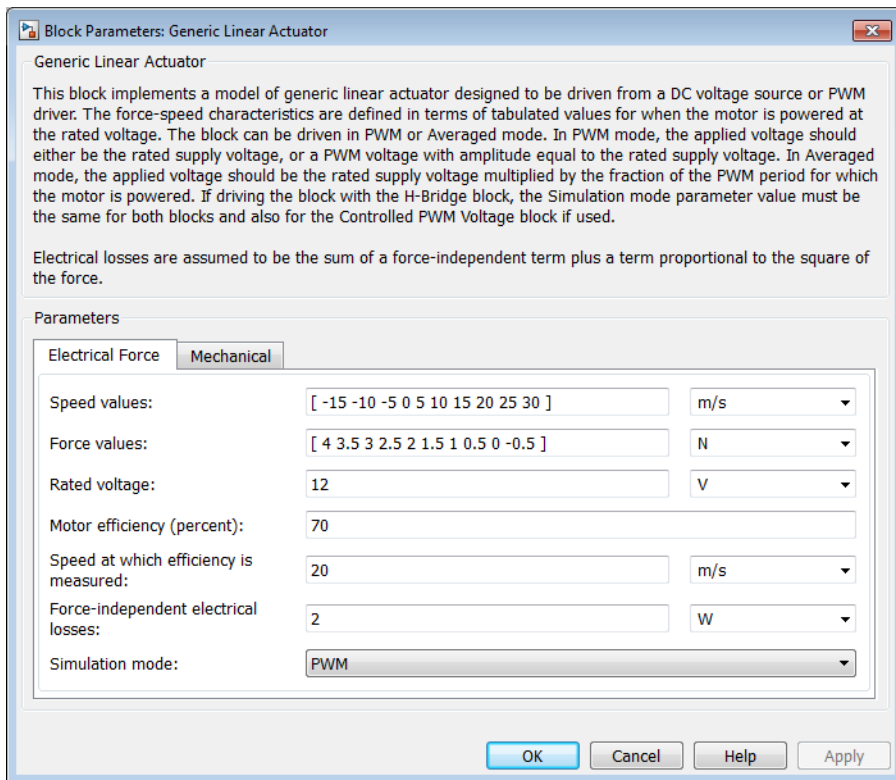 Block Parameters: Generic Linear Actuator
Generic Linear Actuator
This block implements a model of generic linear actuator designed to be driven from a DC voltage source or PWM
driver. The force-speed characteristics are defined in terms of tabulated values for when the motor is powered at
the rated voltage. The block can be driven in PWM or Averaged mode. In PWM mode, the applied voltage should
either be the rated supply voltage, or a PWM voltage with amplitude equal to the rated supply voltage. In Averaged
mode, the applied voltage should be the rated supply voltage multiplied by the fraction of the PWM period for which
the motor is powered. If driving the block with the H-Bridge block, the Simulation mode parameter value must be
the same for both blocks and also for the Controlled PWM Voltage block if used.
Electrical losses are assumed to be the sum of a force-independent term plus a term proportional to the square of
the force.
Parameters
Electrical Force Mechanical
Speed values: [ -15 -10 -5 0 5 10 15 20 25 30 ] m/s
Force values: [ 4 3.5 3 2.5 2 1.5 1 0.5 0 -0.5 ] N
Rated voltage: 12 V
Motor efficiency (percent): 70
Speed at which efficiency is
measured: 20 m/s
Force-independent electrical
losses: 2 W
Simulation mode: PWM
OK Cancel Help Apply